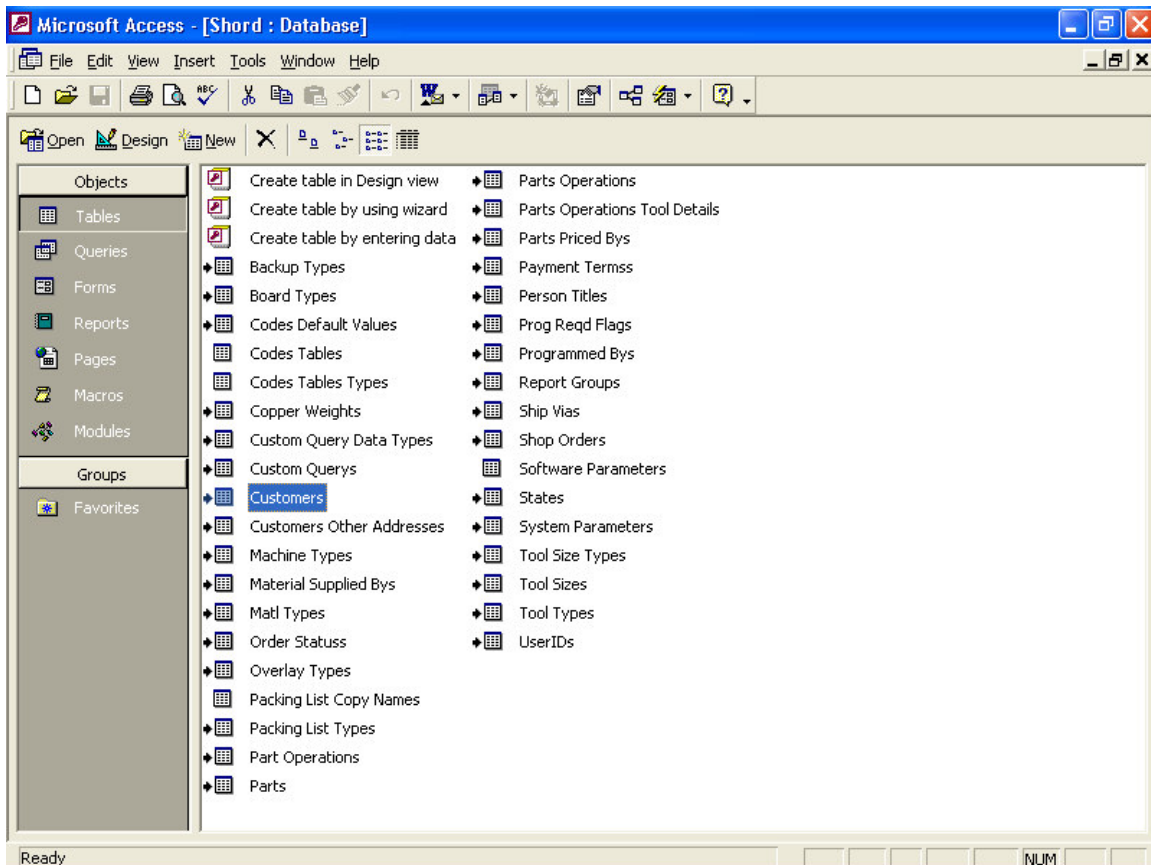 Microsoft Access - [Shord : Database]
File Edit View Insert Tools Window Help
ABC
W
Open Design New
Objects
Tables
Queries
Forms
Reports
Pages
Macros
Modules
Groups
Favorites
Create table in Design view
Create table by using wizard
Create table by entering data
Backup Types
Board Types
Codes Default Values
Codes Tables
Codes Tables Types
Copper Weights
Custom Query Data Types
Custom Querys
Customers
Customers Other Addresses
Machine Types
Material Supplied Bys
Matl Types
Order Statuss
Overlay Types
Packing List Copy Names
Packing List Types
Part Operations
Parts
Parts Operations
Parts Operations Tool Details
Parts Priced Bys
Payment Termss
Person Titles
Prog Reqd Flags
Programmed Bys
Report Groups
Ship Vias
Shop Orders
Software Parameters
States
System Parameters
Tool Size Types
Tool Sizes
Tool Types
UserIDs
Ready NUM